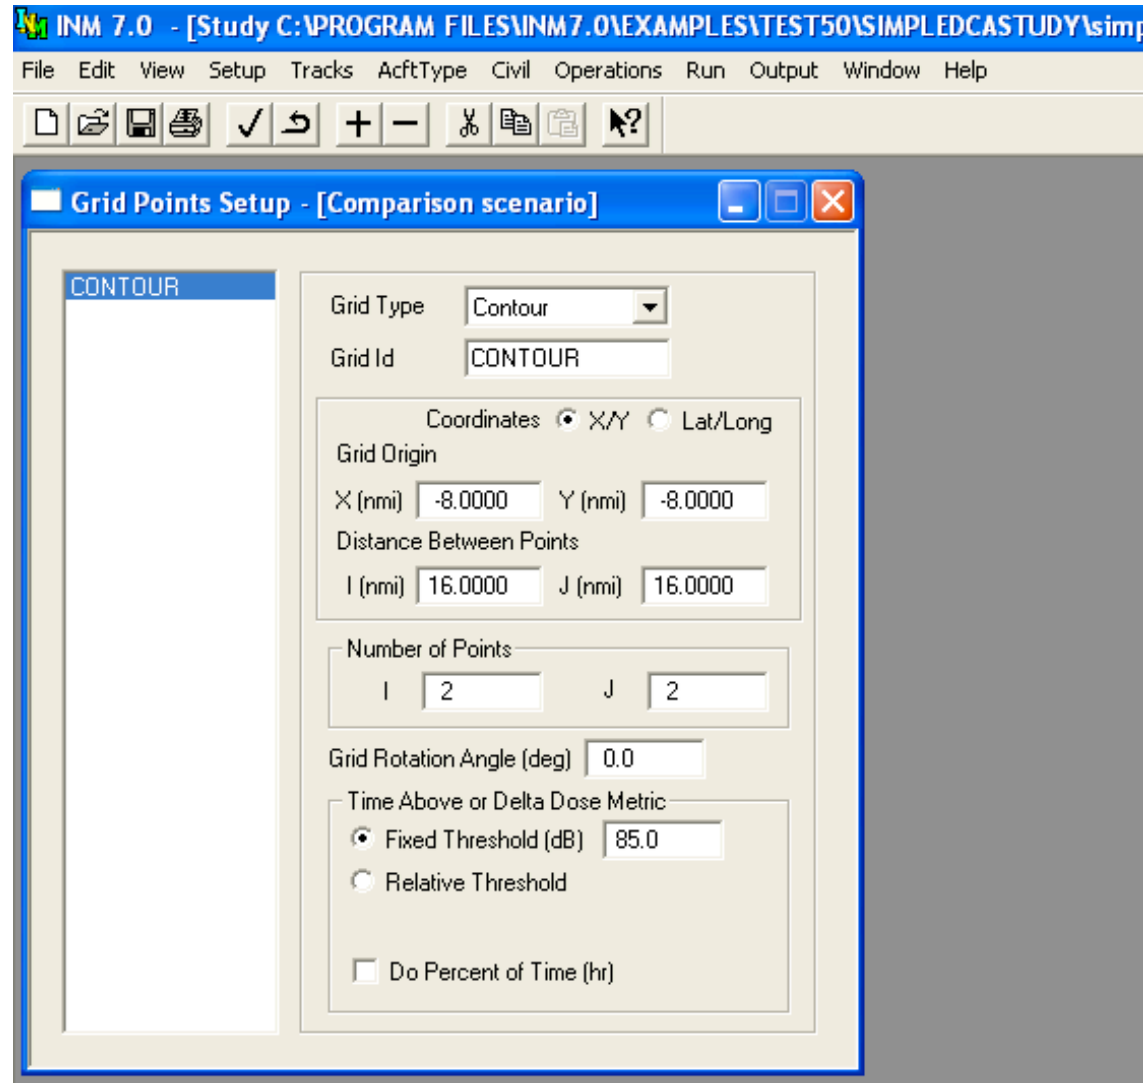 INM 7.0 - [Study C:\PROGRAM FILES\INM7.0\EXAMPLES\TEST50\SIMPLEDCASTUDY\simp
File Edit View Setup Tracks AcftType Civil Operations Run Output Window Help
Grid Points Setup - [Comparison scenario]
CONTOUR
Grid Type Contour
Grid Id CONTOUR
Coordinates X/Y Lat/Long
Grid Origin
X (nmi) -8.0000 Y (nmi) -8.0000
Distance Between Points
I (nmi) 16.0000 J (nmi) 16.0000
Number of Points
I 2 J 2
Grid Rotation Angle (deg) 0.0
Time Above or Delta Dose Metric
Fixed Threshold (dB) 85.0
Relative Threshold
Do Percent of Time (hr)